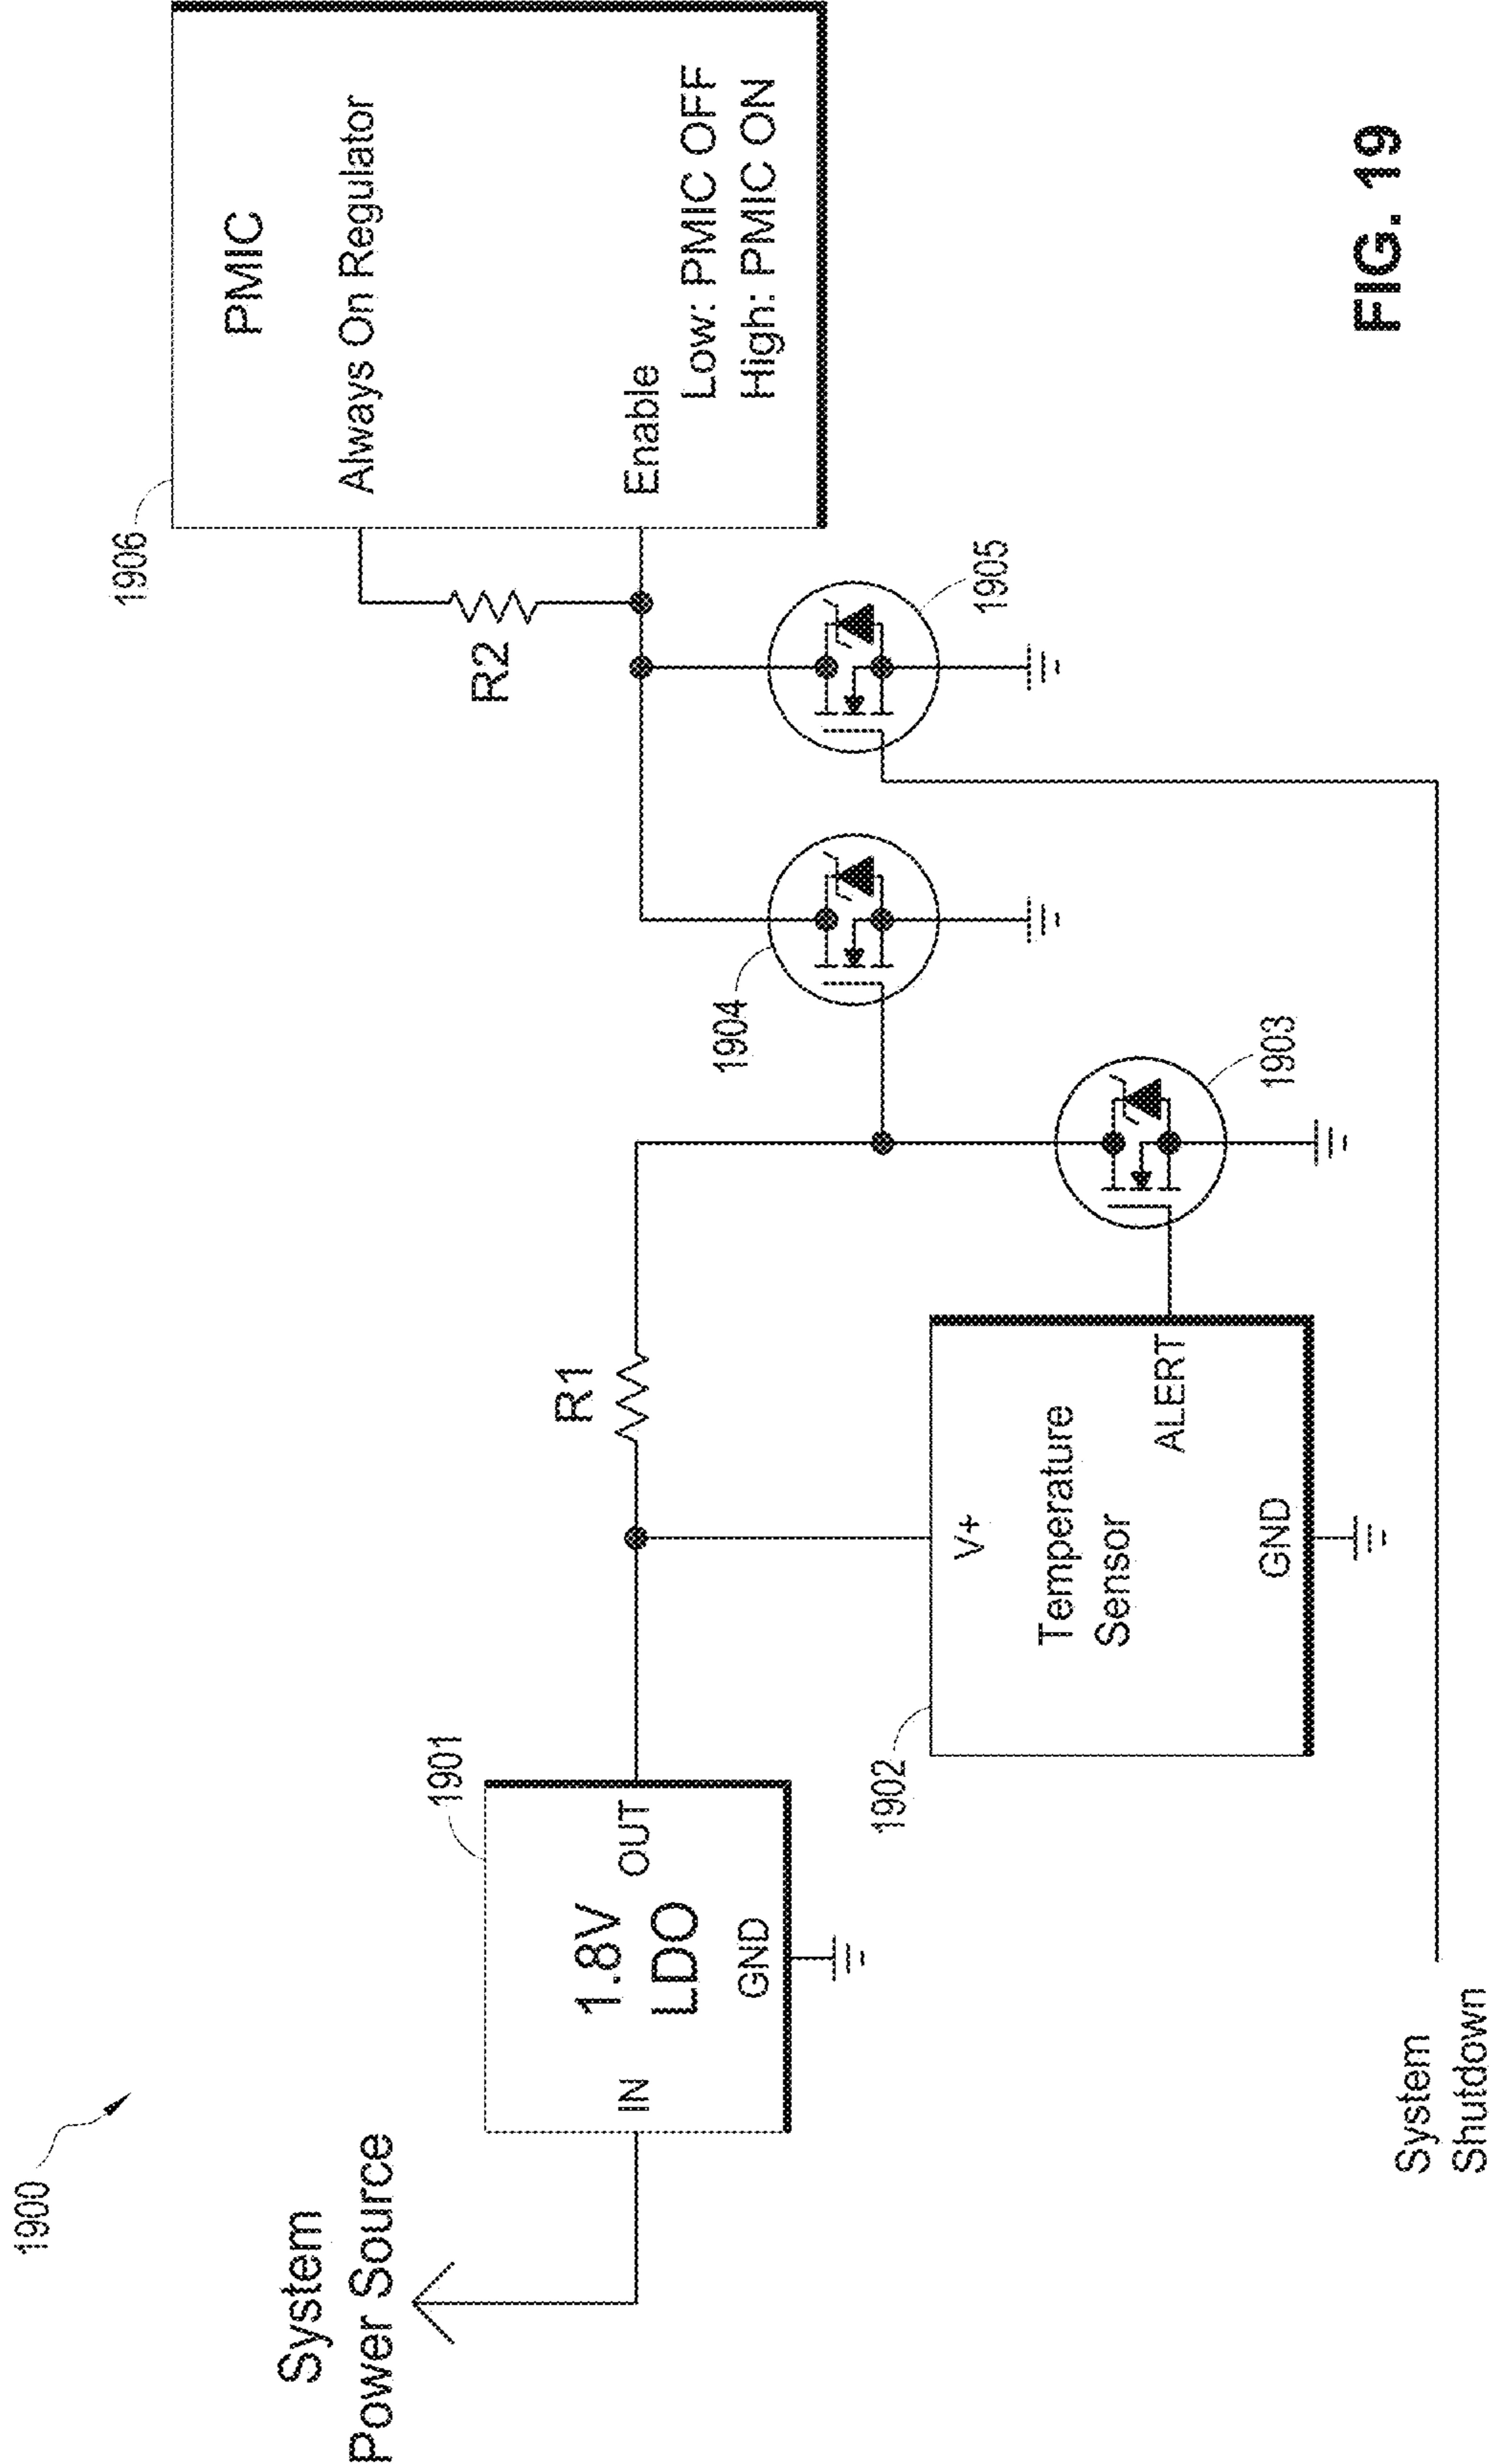 1900
System
Power Source
1901
IN
1.8V
LDO
OUT
GND
R1
1902
V+
Temperature
Sensor
ALERT
GND
1903
1904
1905
R2
1906
PMIC
Always On Regulator
Enable
Low: PMIC OFF
High: PMIC ON
System
Shutdown
FIG. 19